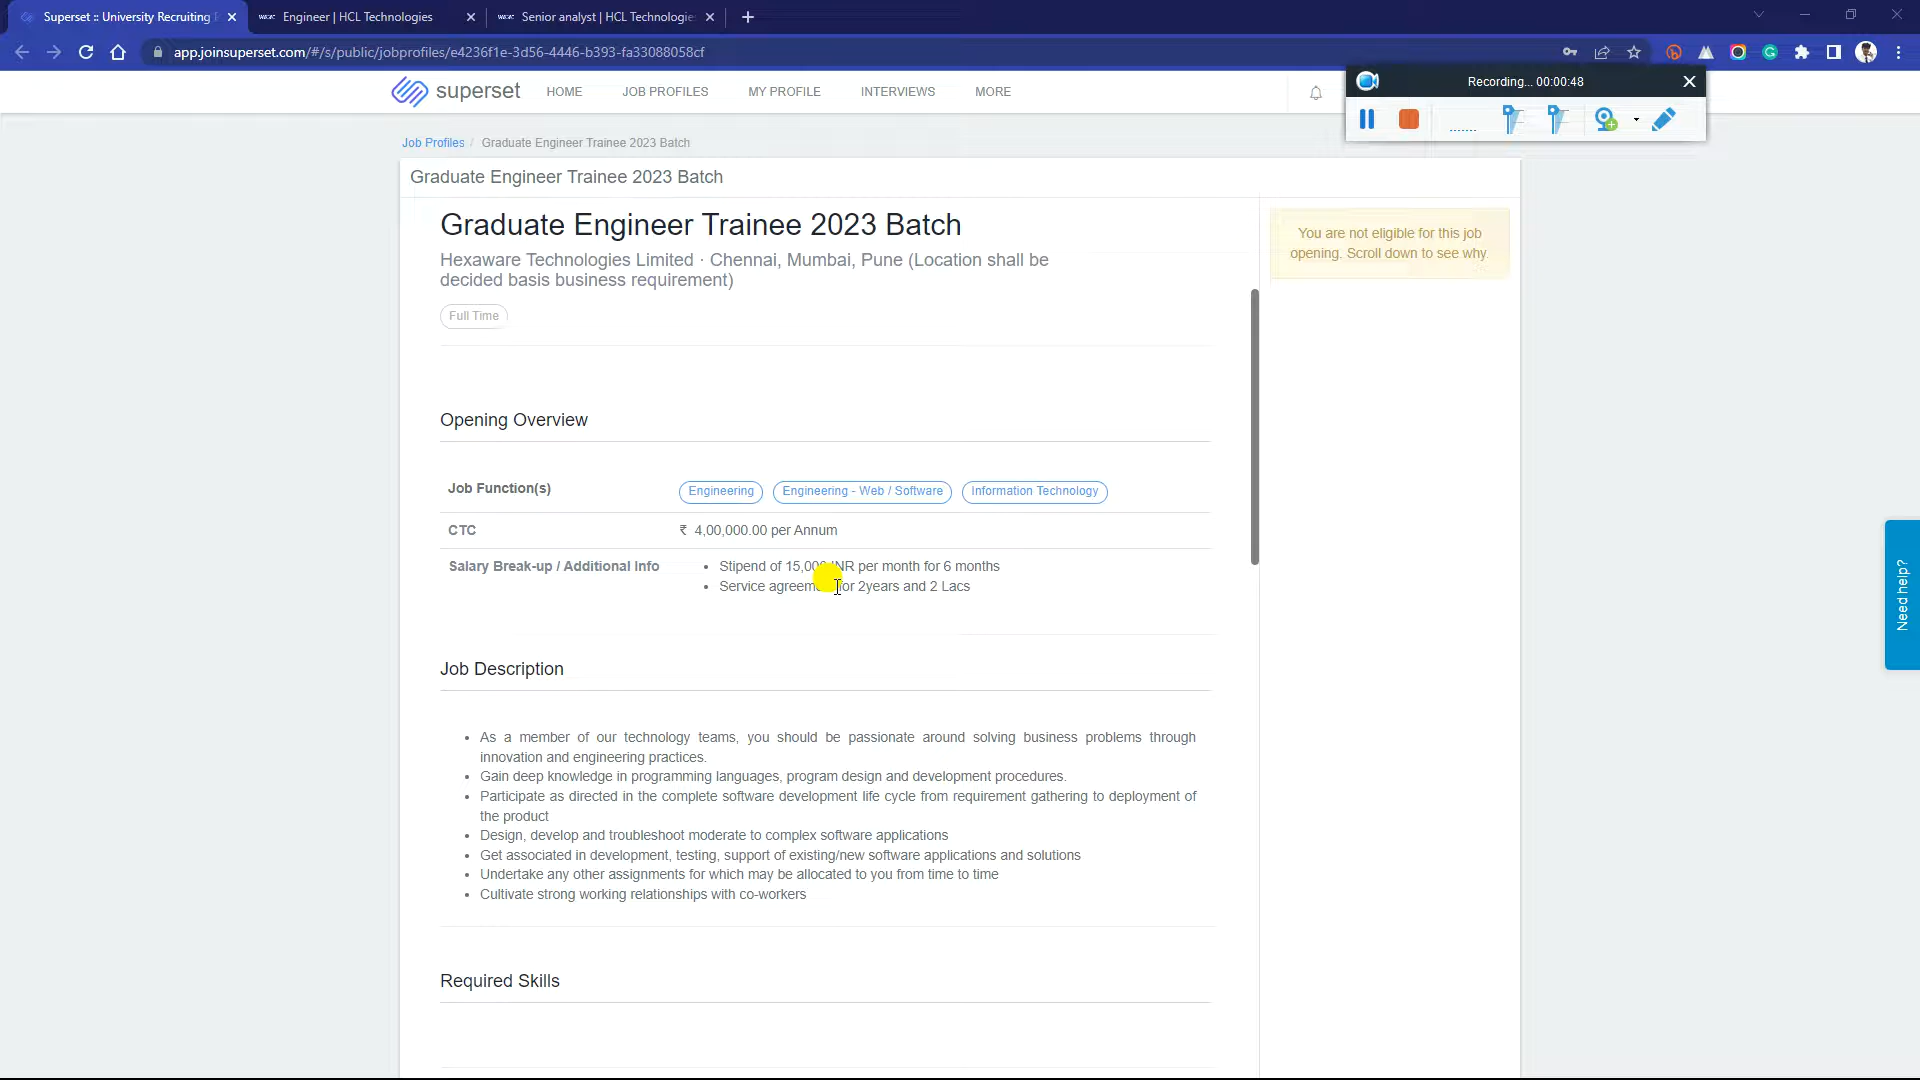 Superset :: University Recruiting
Engineer | HCL Technologies
Senior analyst | HCL Technologie
app.joinsuperset.com/#/s/public/jobprofiles/e4236f1e-3d56-4446-b393-fa33088058cf
Recording... 00:00:48
superset
HOME
JOB PROFILES
MY PROFILE
INTERVIEWS
MORE
Job Profiles / Graduate Engineer Trainee 2023 Batch
Graduate Engineer Trainee 2023 Batch
Graduate Engineer Trainee 2023 Batch
Hexaware Technologies Limited · Chennai, Mumbai, Pune (Location shall be
decided basis business requirement)
Full Time
You are not eligible for this job
opening. Scroll down to see why.
Opening Overview
Job Function(s)
Engineering
Engineering - Web / Software
Information Technology
CTC
₹ 4,00,000.00 per Annum
Salary Break-up / Additional Info
• Stipend of 15,000 INR per month for 6 months
• Service agreement for 2years and 2 Lacs
Job Description
• As a member of our technology teams, you should be passionate around solving business problems through
innovation and engineering practices.
• Gain deep knowledge in programming languages, program design and development procedures.
• Participate as directed in the complete software development life cycle from requirement gathering to deployment of
the product
• Design, develop and troubleshoot moderate to complex software applications
• Get associated in development, testing, support of existing/new software applications and solutions
• Undertake any other assignments for which may be allocated to you from time to time
• Cultivate strong working relationships with co-workers
Required Skills
Need help?